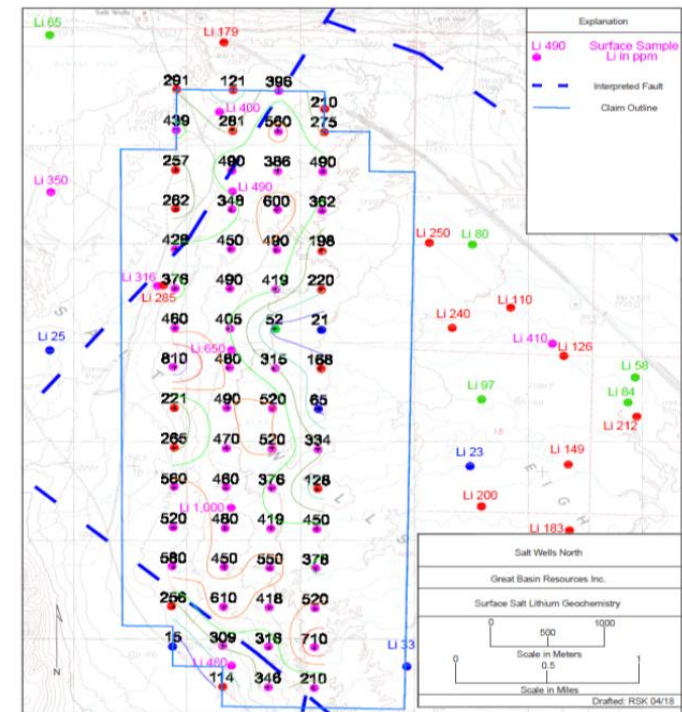 Li 65
Li 179
Explanation
Li 490
Surface Sample
Li in ppm
Interpreted Fault
Claim Outline
291 121 396
210
Li 400
439 281 560 275
257 490 386 490
Li 350
Li 490
262 348 600 362
428 450 490 198
Li 250
Li 80
Li 316
376 490 419 220
Li 285
Li 110
460 405 52 21
Li 240
Li 25
Li 650
Li 410
Li 126
810 480 315 168
Li 58
221 490 520 65
Li 97
Li 84
Li 212
265 470 520 334
Li 23
Li 149
560 460 376 128
Li 1,000
Li 200
520 480 419 450
Li 183
580 450 550 378
256 610 418 520
15 309 318 710
Li 480
Li 33
114 346 210
S A L T
W E L L S
E I G H
N
Salt Wells North
Great Basin Resources Inc.
Surface Salt Lithium Geochemistry
0 500 1000
Scale in Meters
0 0.5 1
Scale in Miles
Drafted: RSK 04/18